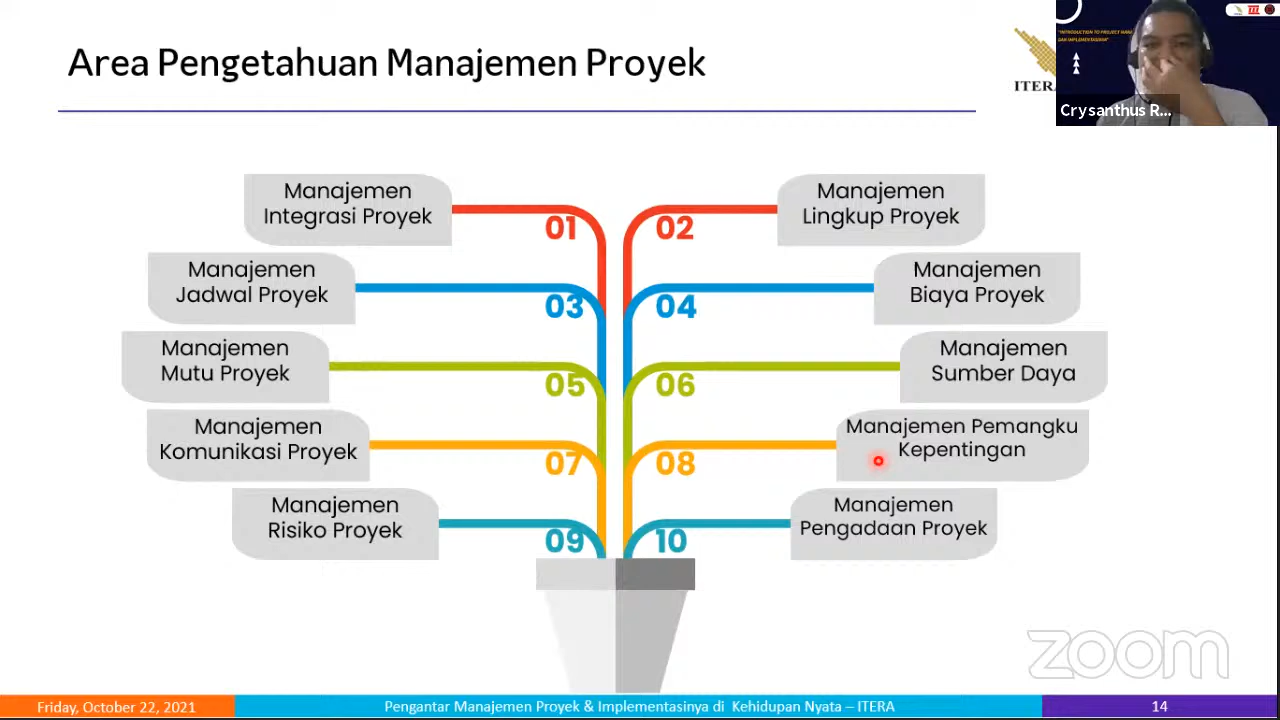 Area Pengetahuan Manajemen Proyek
ITERA
"INTRODUCTION TO PROJECT
Crysanthus R...
Manajemen
Integrasi Proyek
01
02
Manajemen
Lingkup Proyek
Manajemen
Jadwal Proyek
03
04
Manajemen
Biaya Proyek
Manajemen
Mutu Proyek
05
06
Manajemen
Sumber Daya
Manajemen
Komunikasi Proyek
07
08
Manajemen Pemangku
Kepentingan
Manajemen
Risiko Proyek
09
10
Manajemen
Pengadaan Proyek
zoom
Friday, October 22, 2021
Pengantar Manajemen Proyek & Implementasinya di Kehidupan Nyata – ITERA
14